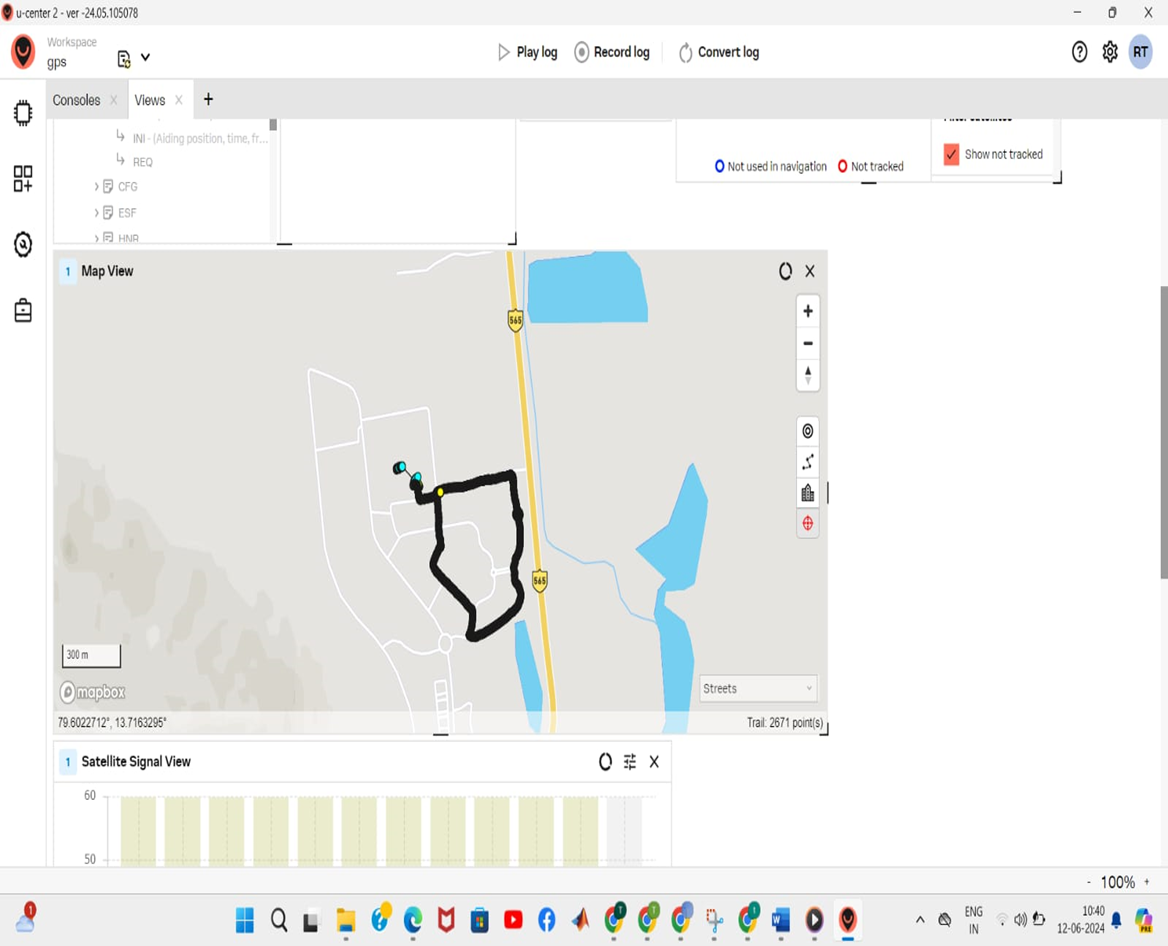 u-center 2 - ver -24.05.105078
Workspace
gps
Play log
Record log
Convert log
RT
Consoles
Views
INI - (Aiding position, time, fr...
REQ
CFG
ESF
HNR
Not used in navigation
Not tracked
Filter satellites
Show not tracked
1 Map View
565
565
300 m
mapbox
Streets
79.6022712°, 13.7163295°
Trail: 2671 point(s)
1 Satellite Signal View
60
50
- 100% +
1
ENG
IN
10:40
12-06-2024
PRE